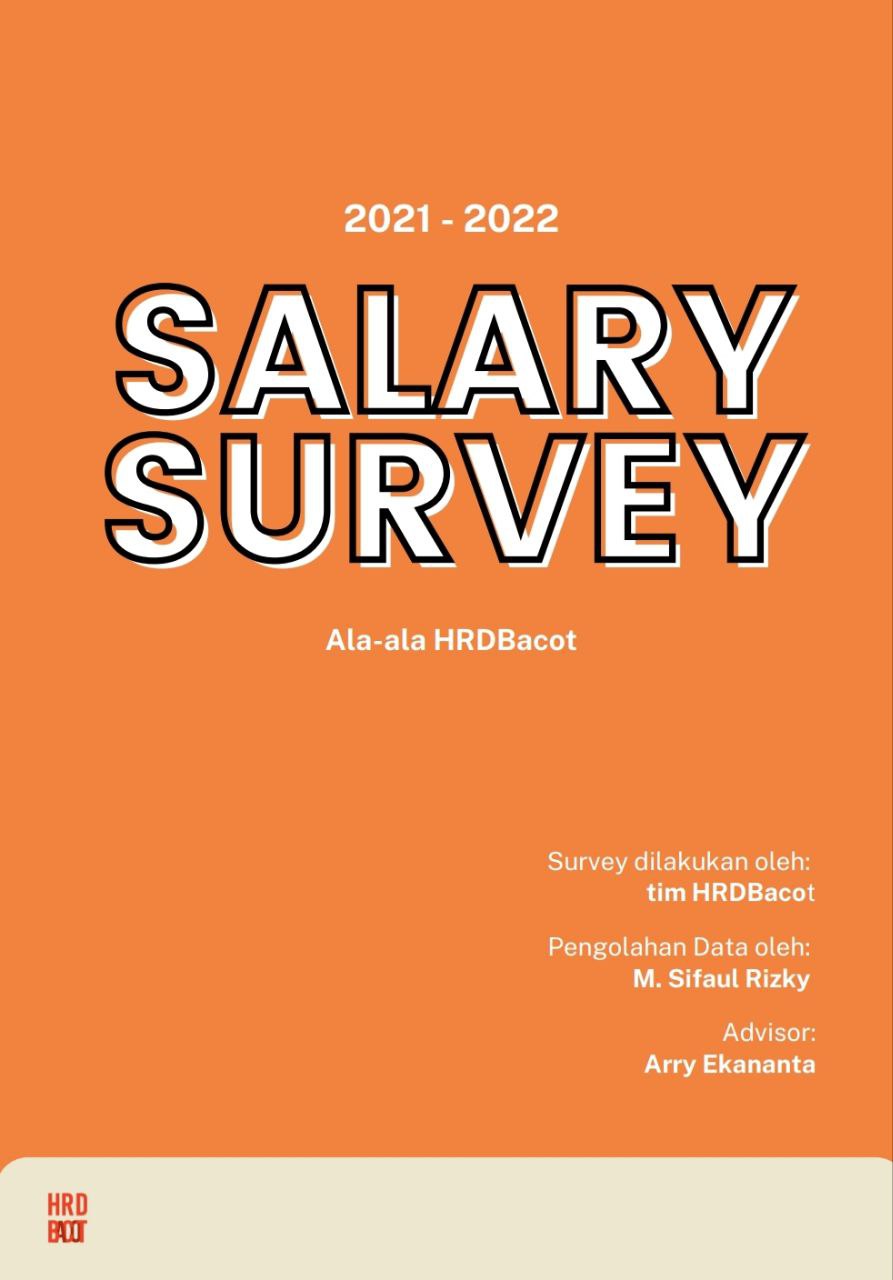 2021 - 2022
SALARY
SURVEY
Ala-ala HRDBacot
Survey dilakukan oleh:
tim HRDBacot
Pengolahan Data oleh:
M. Sifaul Rizky
Advisor:
Arry Ekananta
HRD
BACOT